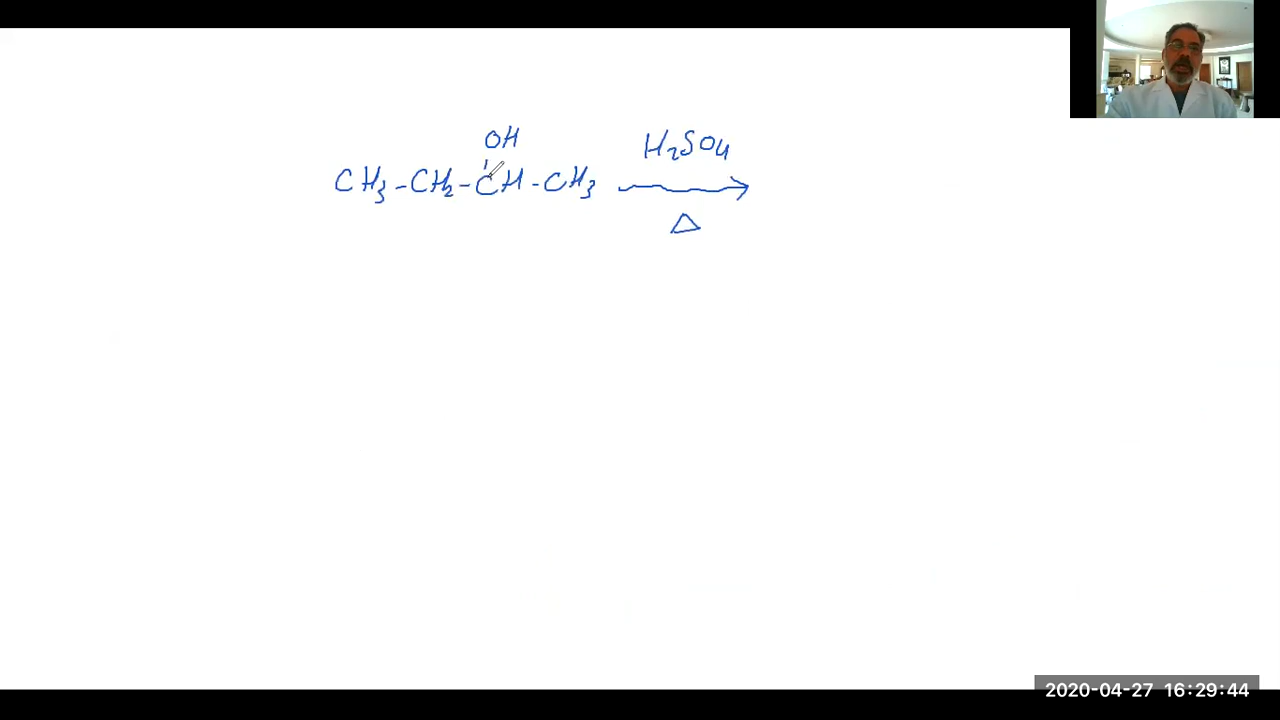 OH
CH3-CH2-CH-CH3
H2SO4
Δ
2020-04-27 16:29:44